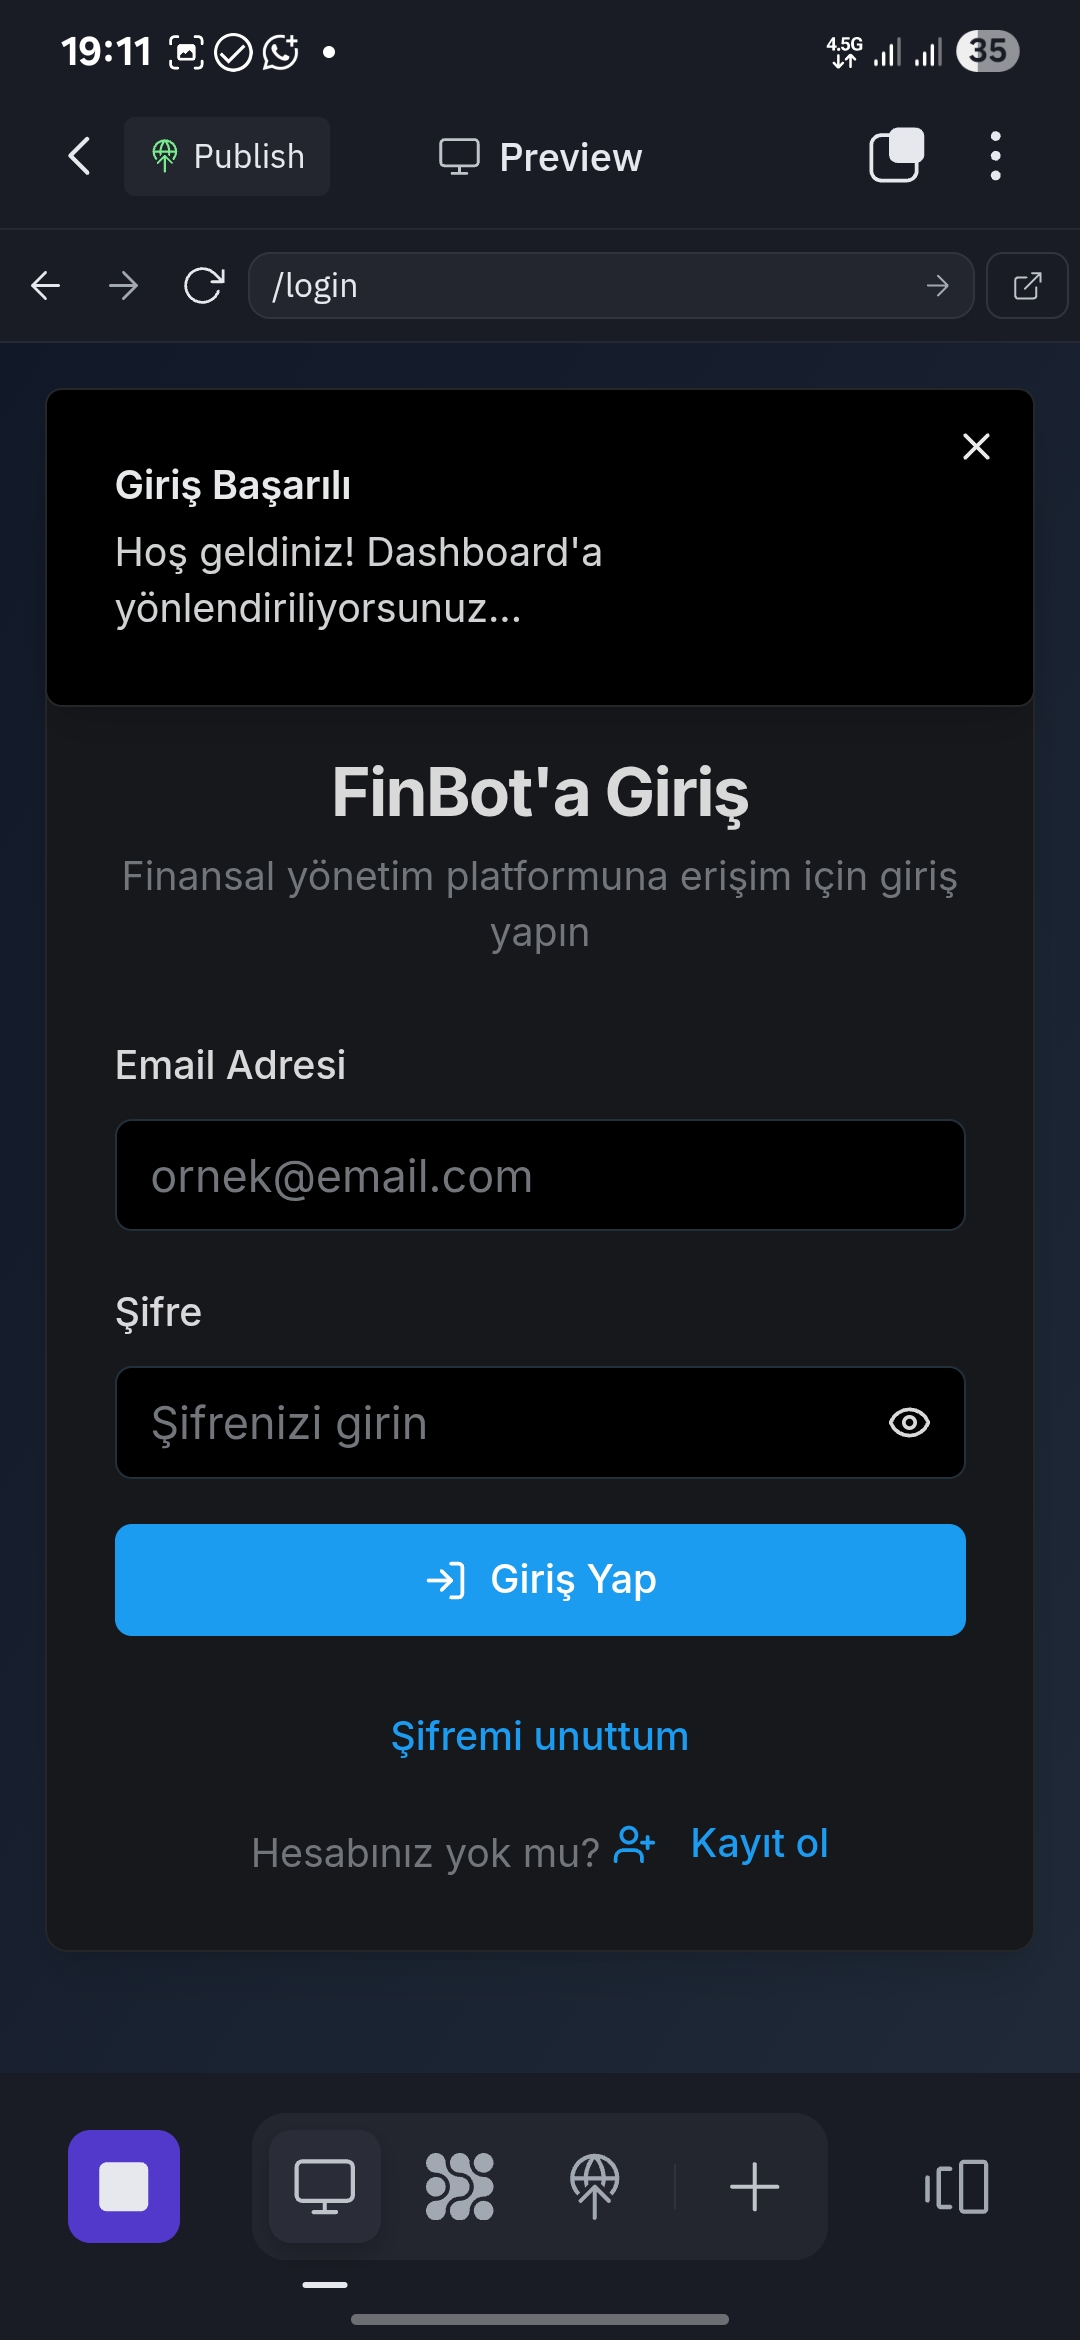 19:11
4.5G
35
Publish
Preview
/login
Giriş Başarılı
Hoş geldiniz! Dashboard'a
yönlendiriliyorsunuz...
FinBot'a Giriş
Finansal yönetim platformuna erişim için giriş
yapın
Email Adresi
ornek@email.com
Şifre
Şifrenizi girin
Giriş Yap
Şifremi unuttum
Hesabınız yok mu? Kayıt ol